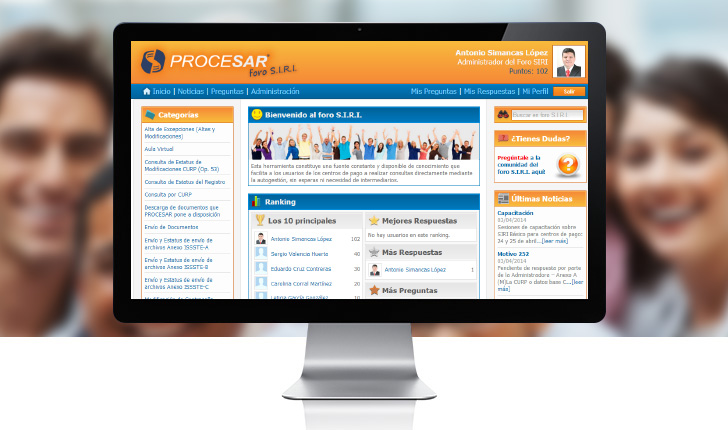 PROCESAR
foro S.I.R.I.
Antonio Simancas López
Administrador del Foro SIRI
Puntos: 102
Inicio | Noticias | Preguntas | Administración
Mis Preguntas | Mis Respuestas | Mi Perfil
Salir
Categorías
Alta de Excepciones (Altas y
Modificaciones)
Aula Virtual
Consulta de Estatus de
Modificaciones CURP (Op. 53)
Consulta de Estatus del Registro
Consulta por CURP
Descarga de documentos que
PROCESAR pone a disposición
Envío de Documentos
Envío y Estatus de envío de
archivos Anexo ISSSTE-A
Envío y Estatus de envío de
archivos Anexo ISSSTE-B
Envío y Estatus de envío de
archivos Anexo ISSSTE-C
Bienvenido al foro S.I.R.I.
Esta herramienta constituye una fuente constante y disponible de conocimiento que
facilita a los usuarios de los centros de pago a realizar consultas directamente mediante
la autogestión, sin esperas ni necesidad de intermediarios.
Ranking
Los 10 principales
Antonio Simancas López 102
Sergio Valencia Huerta 46
Eduardo Cruz Contreras 30
Carolina Corral Martínez 20
Leticia García González 10
Mejores Respuestas
No hay usuarios en este ranking.
Más Respuestas
Antonio Simancas López 1
Más Preguntas
Buscar en foro S.I.R.I
¿Tienes Dudas?
Pregúntale a la
comunidad del
foro S.I.R.I. aquí!
Últimas Noticias
Capacitación
01/04/2014
Sesiones de capacitación sobre
SIRI Básica para centros de pago:
24 y 25 de abril...[leer más]
Motivo 252
03/04/2014
Pendiente de respuesta por parte
de la Administradora – Anexo A
(M)La CURP o datos base C...[leer
más]